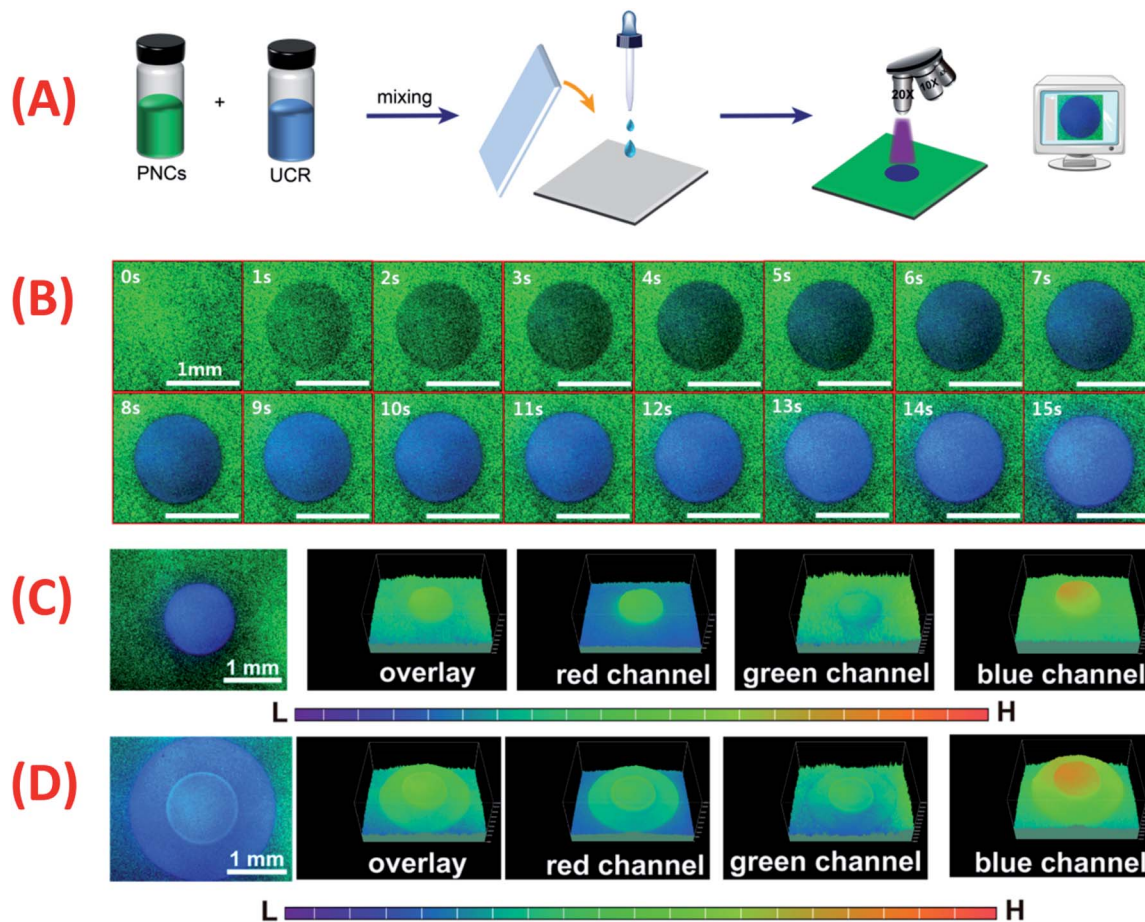 (A)
PNCs
+
UCR
mixing
20X
10X
4X
(B)
0s
1s
2s
3s
4s
5s
6s
7s
1mm
8s
9s
10s
11s
12s
13s
14s
15s
(C)
1 mm
overlay
red channel
green channel
blue channel
L
H
(D)
1 mm
overlay
red channel
green channel
blue channel
L
H